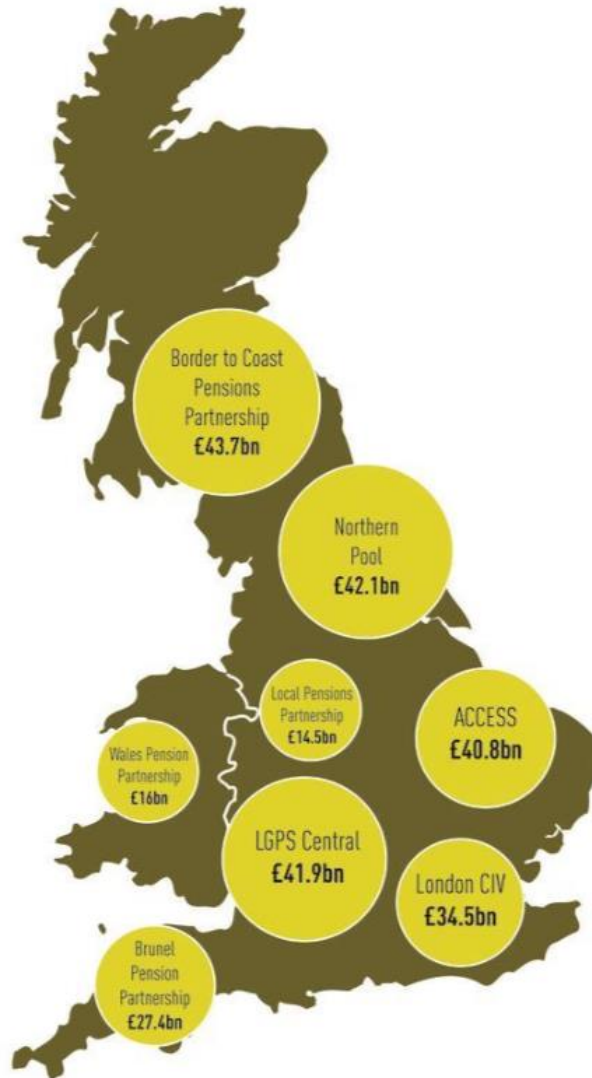 Border to Coast
Pensions
Partnership
£43.7bn
Northern
Pool
£42.1bn
Local Pensions
Partnership
£14.5bn
ACCESS
£40.8bn
Wales Pension
Partnership
£16bn
LGPS Central
£41.9bn
London CIV
£34.5bn
Brunel
Pension
Partnership
£27.4bn